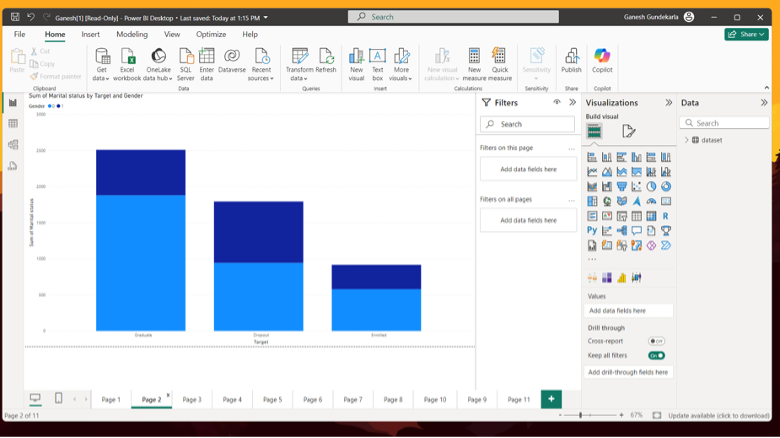 Ganesh[1] [Read-Only] - Power BI Desktop • Last saved: Today at 1:15 PM
Search
Ganesh Gundekarla
File Home Insert Modeling View Optimize Help
Share
Paste
Cut
Copy
Format painter
Clipboard
Get data
Excel workbook
OneLake data hub
SQL Server
Enter data
Dataverse
Recent sources
Data
Transform data
Refresh
Queries
New visual
Text box
More visuals
Insert
New visual calculation
New measure
Quick measure
Calculations
Sensitivity
Sensitivity
Publish
Share
Copilot
Copilot
Sum of Marital status by Target and Gender
Gender 0 1
3000
2500
2000
1500
1000
500
0
Sum of Marital status
Graduate Dropout Enrolled
Target
Filters
Search
Filters on this page ...
Add data fields here
Filters on all pages ...
Add data fields here
Visualizations
Build visual
R
Py
...
Values
Add data fields here
Drill through
Cross-report Off
Keep all filters On
Add drill-through fields here
Data
Search
dataset
Page 1 Page 2 Page 3 Page 4 Page 5 Page 6 Page 7 Page 8 Page 10 Page 9 Page 11 +
Page 2 of 11
- + 67% Update available (click to download)